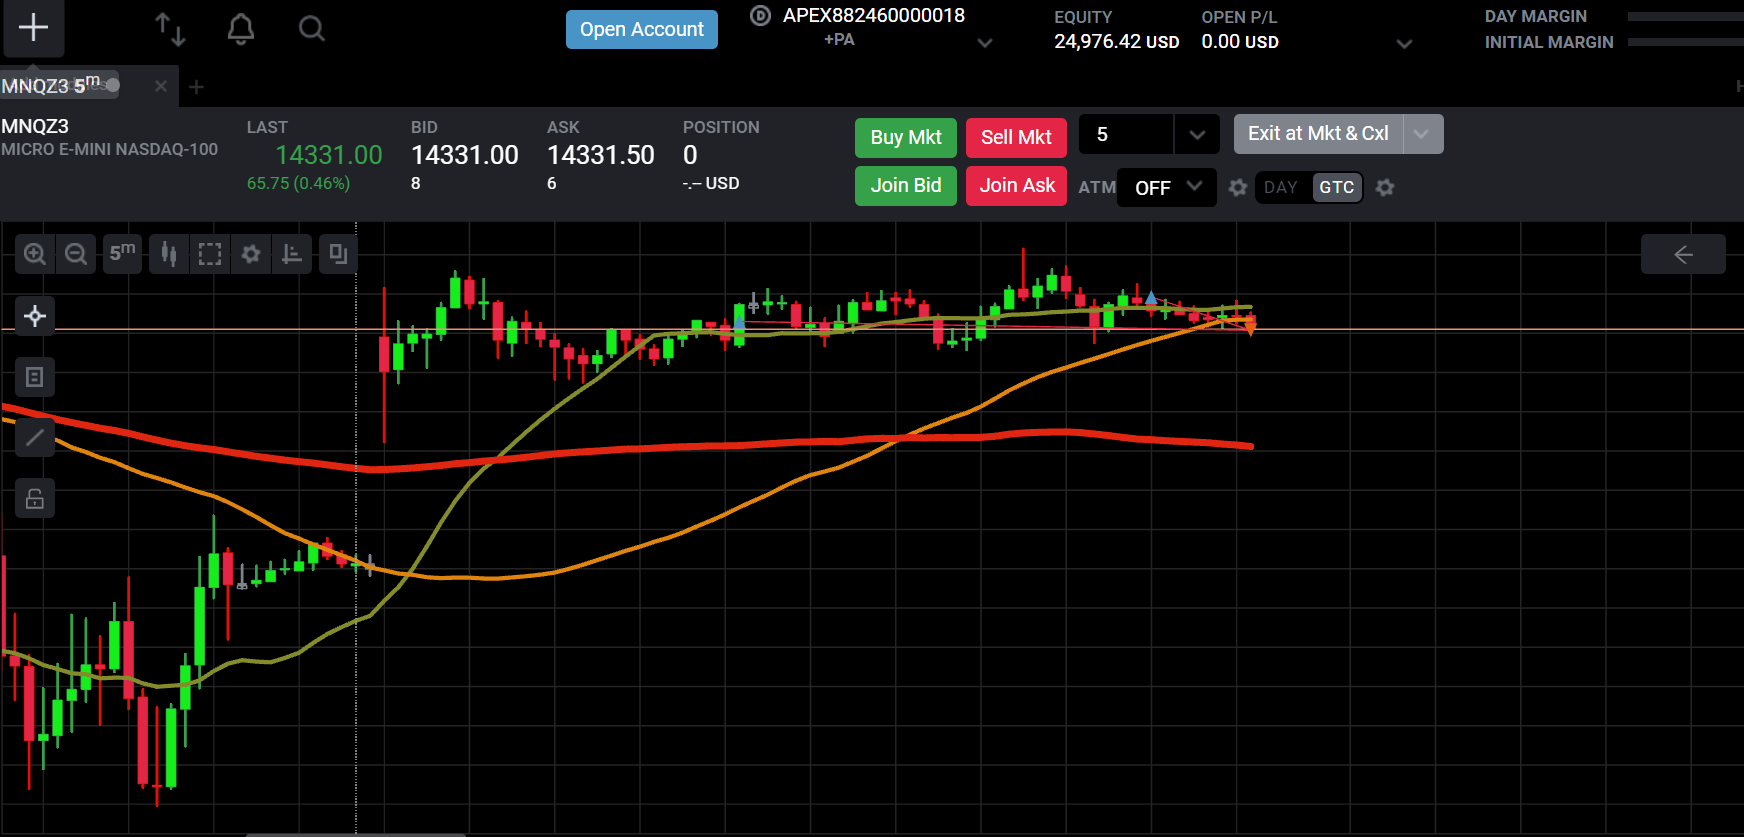 Open Account
APEX882460000018
+PA
EQUITY
24,976.42 USD
OPEN P/L
0.00 USD
DAY MARGIN
INITIAL MARGIN
MNQZ3 5m
MNQZ3
MICRO E-MINI NASDAQ-100
LAST
14331.00
65.75 (0.46%)
BID
14331.00
8
ASK
14331.50
6
POSITION
0
-.-- USD
Buy Mkt
Sell Mkt
5
Exit at Mkt & Cxl
Join Bid
Join Ask
ATM
OFF
DAY
GTC
5m